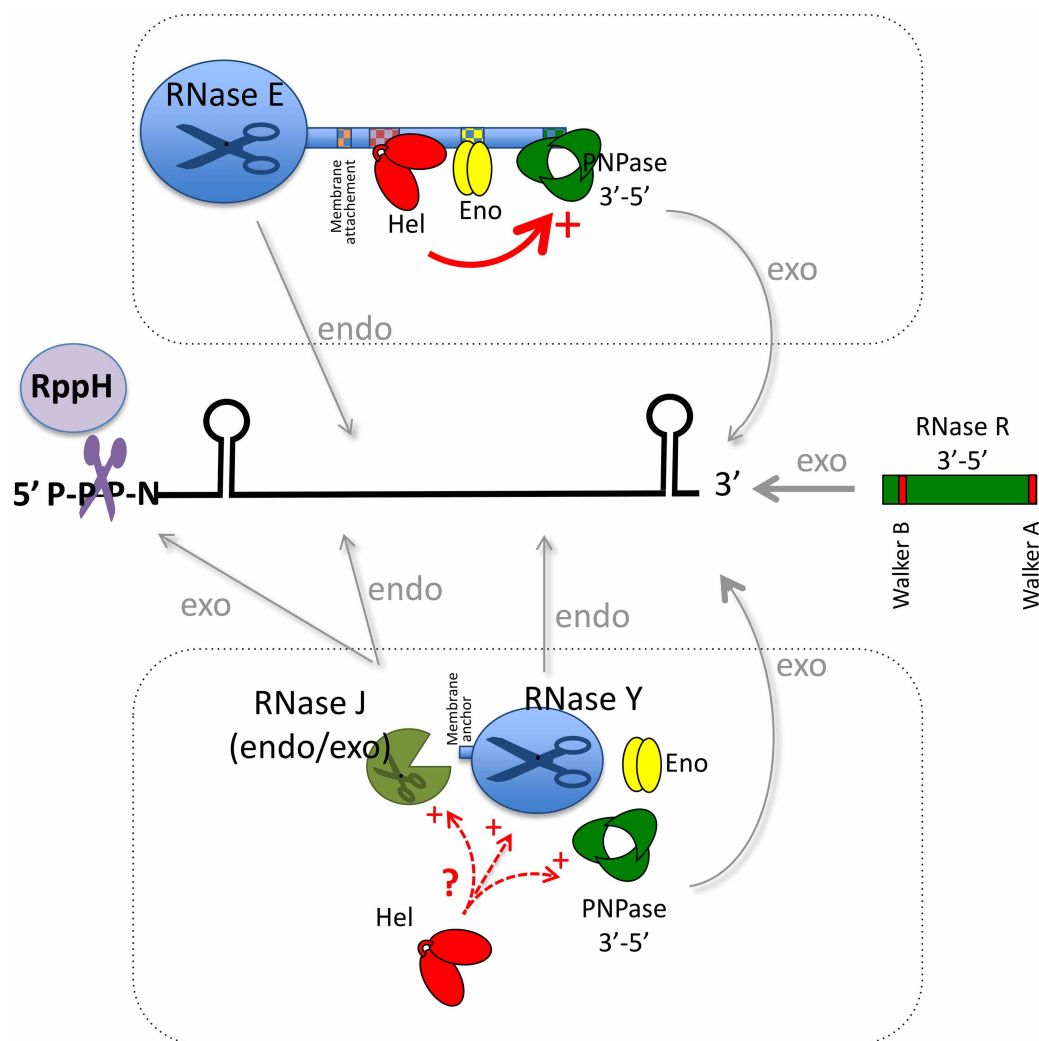 RNase E
Membrane
attachement
Hel
Eno
PNPase
3’-5’
+
exo
endo
RppH
5’ P-P-P-N
3’
exo
RNase R
3’-5’
Walker B
Walker A
exo
endo
endo
exo
RNase J
(endo/exo)
Membrane
anchor
RNase Y
Eno
+
+
+
?
Hel
PNPase
3’-5’